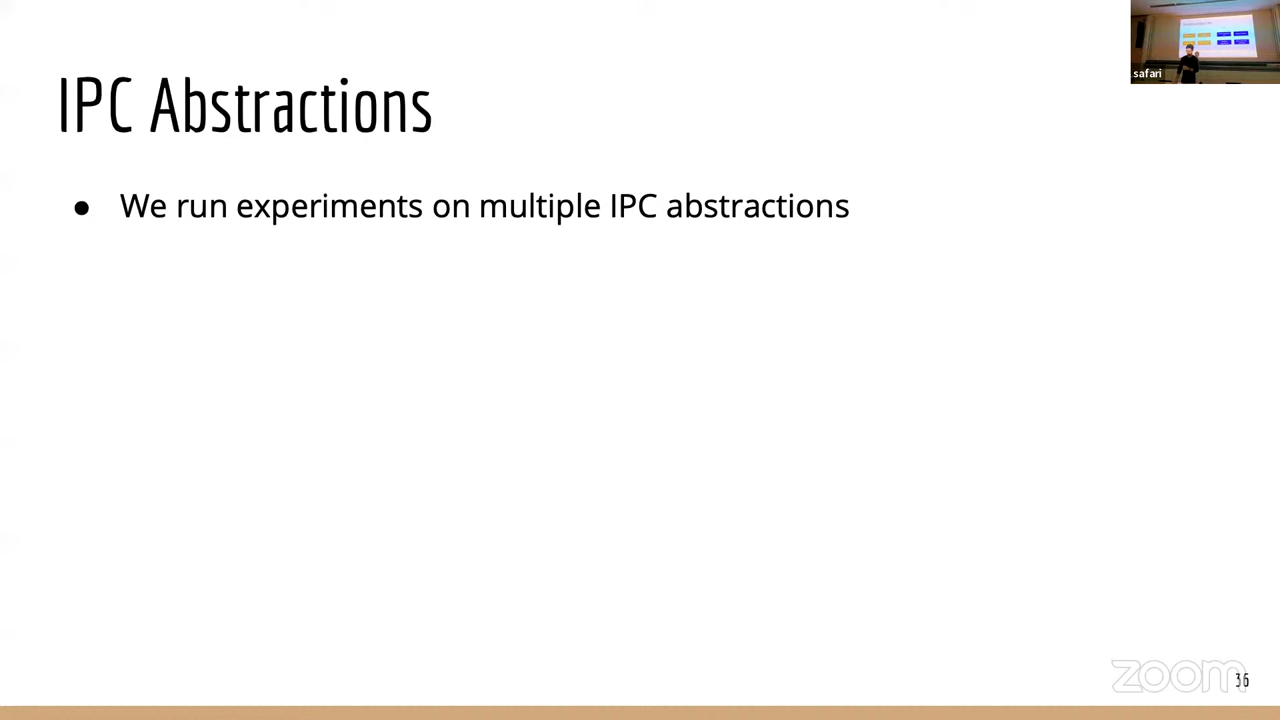 safari
IPC Abstractions
● We run experiments on multiple IPC abstractions
zoom
36